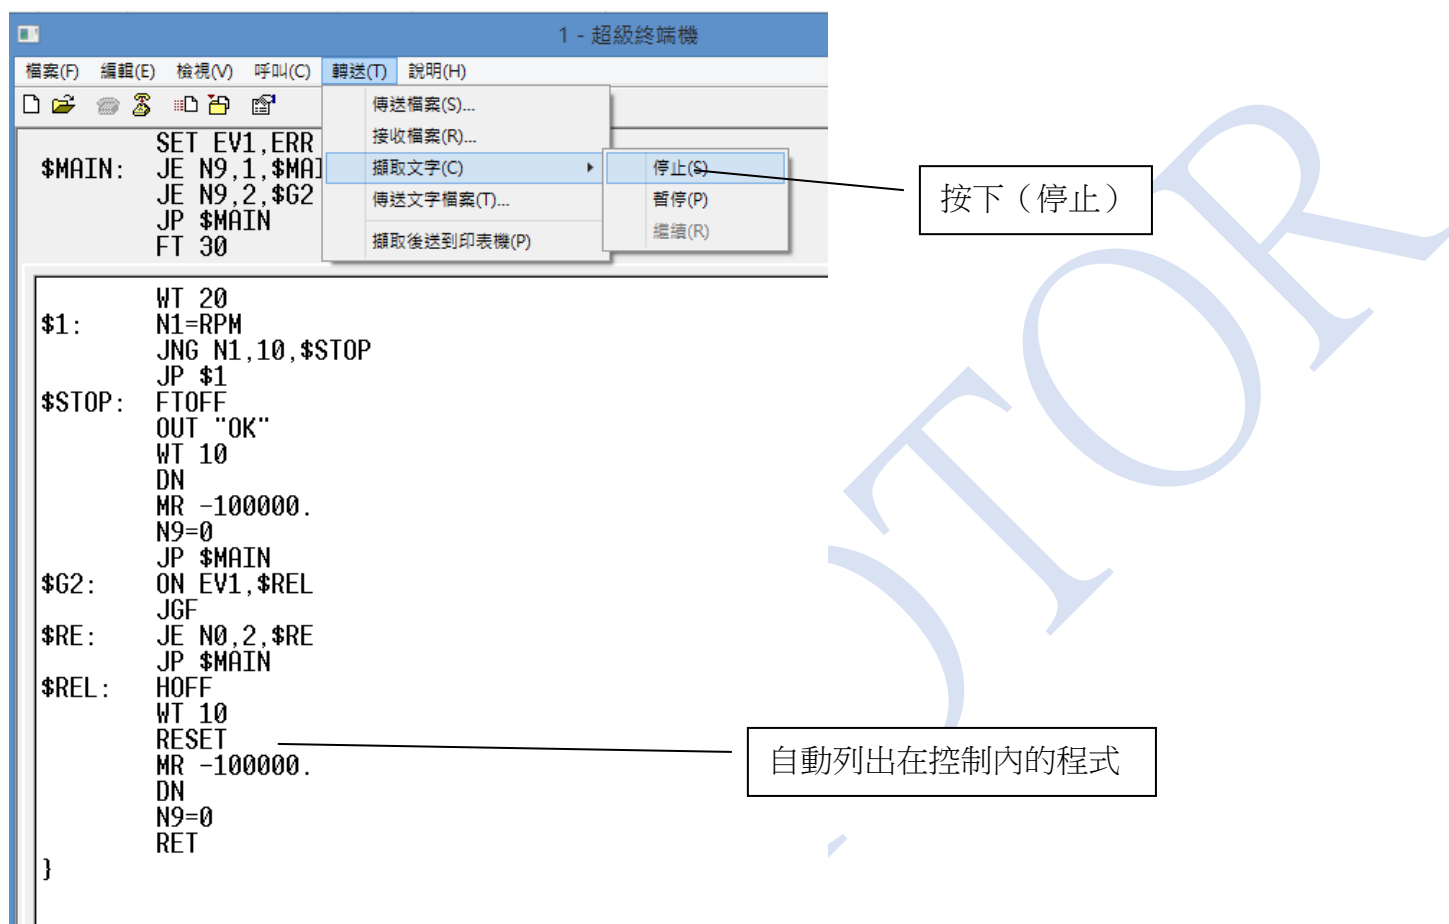 1 - 超級終端機
檔案(F) 編輯(E) 檢視(V) 呼叫(C) 轉送(T) 說明(H)
傳送檔案(S)...
接收檔案(R)...
擷取文字(C)
傳送文字檔案(T)...
擷取後送到印表機(P)
停止(S)
暫停(P)
繼續(R)
按下（停止）
SET EV1,ERR
$MAIN: JE N9,1,$MAI
JE N9,2,$G2
JP $MAIN
FT 30
WT 20
$1: N1=RPM
JNG N1,10,$STOP
JP $1
$STOP: FTOFF
OUT "OK"
WT 10
DN
MR -100000.
N9=0
JP $MAIN
$G2: ON EV1,$REL
JGF
$RE: JE N0,2,$RE
JP $MAIN
$REL: HOFF
WT 10
RESET
MR -100000.
DN
N9=0
RET
}
自動列出在控制內的程式
OTOR